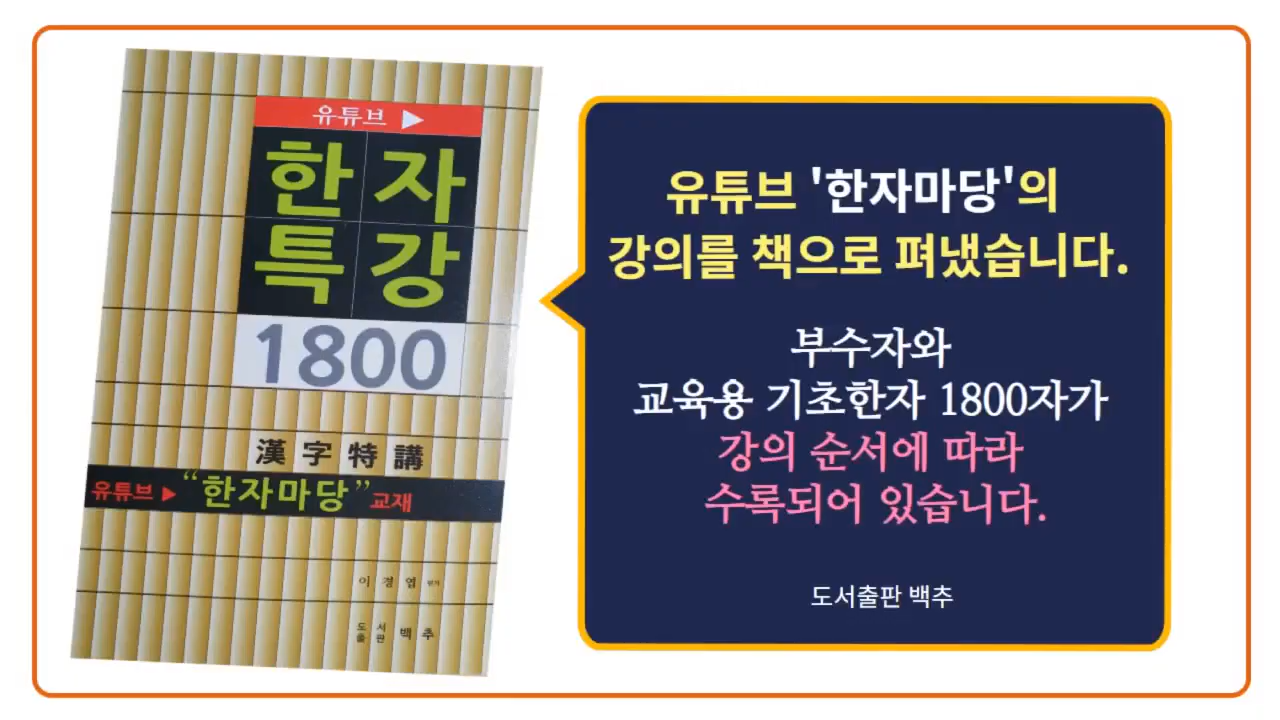 유튜브 ▶
한자
특강
1800
漢字特講
유튜브 ▶ "한자마당" 교재
이경엽
도서출판 백추
유튜브 '한자마당'의
강의를 책으로 펴냈습니다.
부수자와
교육용 기초한자 1800자가
강의 순서에 따라
수록되어 있습니다.
도서출판 백추